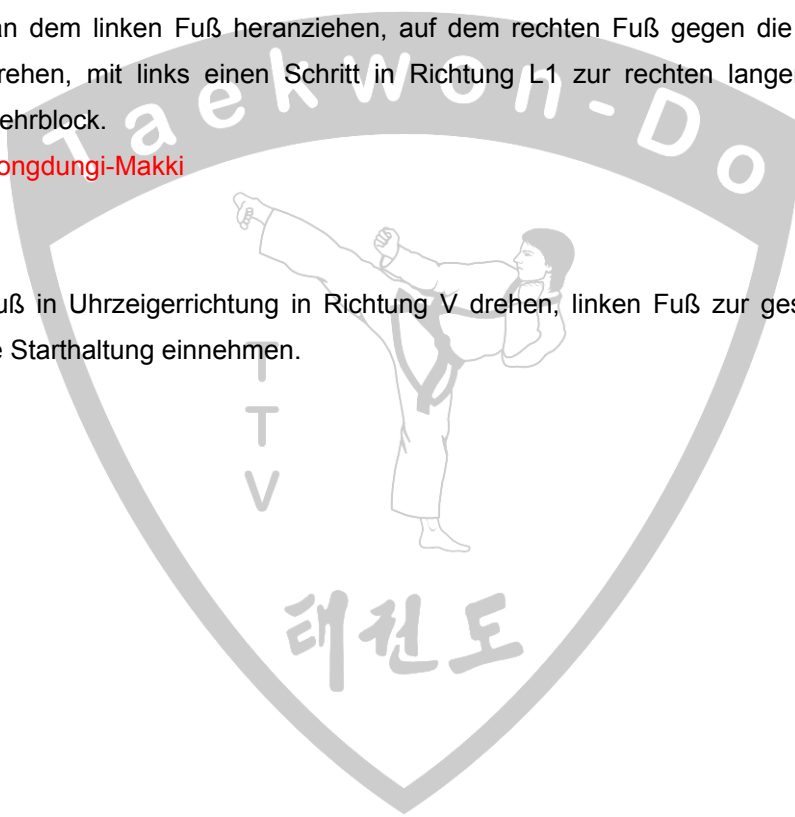 an dem linken Fuß heranziehen, auf dem rechten Fuß gegen die
rehen, mit links einen Schritt in Richtung L1 zur rechten langer
ehrblock.
ongdungi-Makki
uß in Uhrzeigerrichtung in Richtung V drehen, linken Fuß zur ges
e Starthaltung einnehmen.
Taekwon-Do
T
T
V
태권도